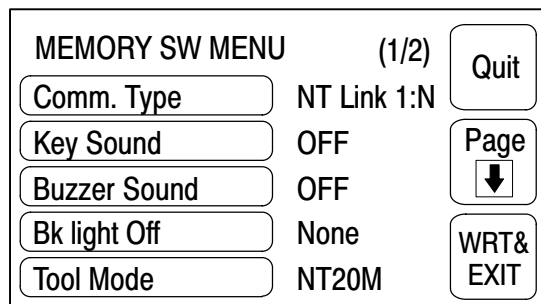 MEMORY SW MENU (1/2) Quit
Comm. Type NT Link 1:N
Key Sound OFF Page
Buzzer Sound OFF
Bk light Off None WRT&
Tool Mode NT20M EXIT